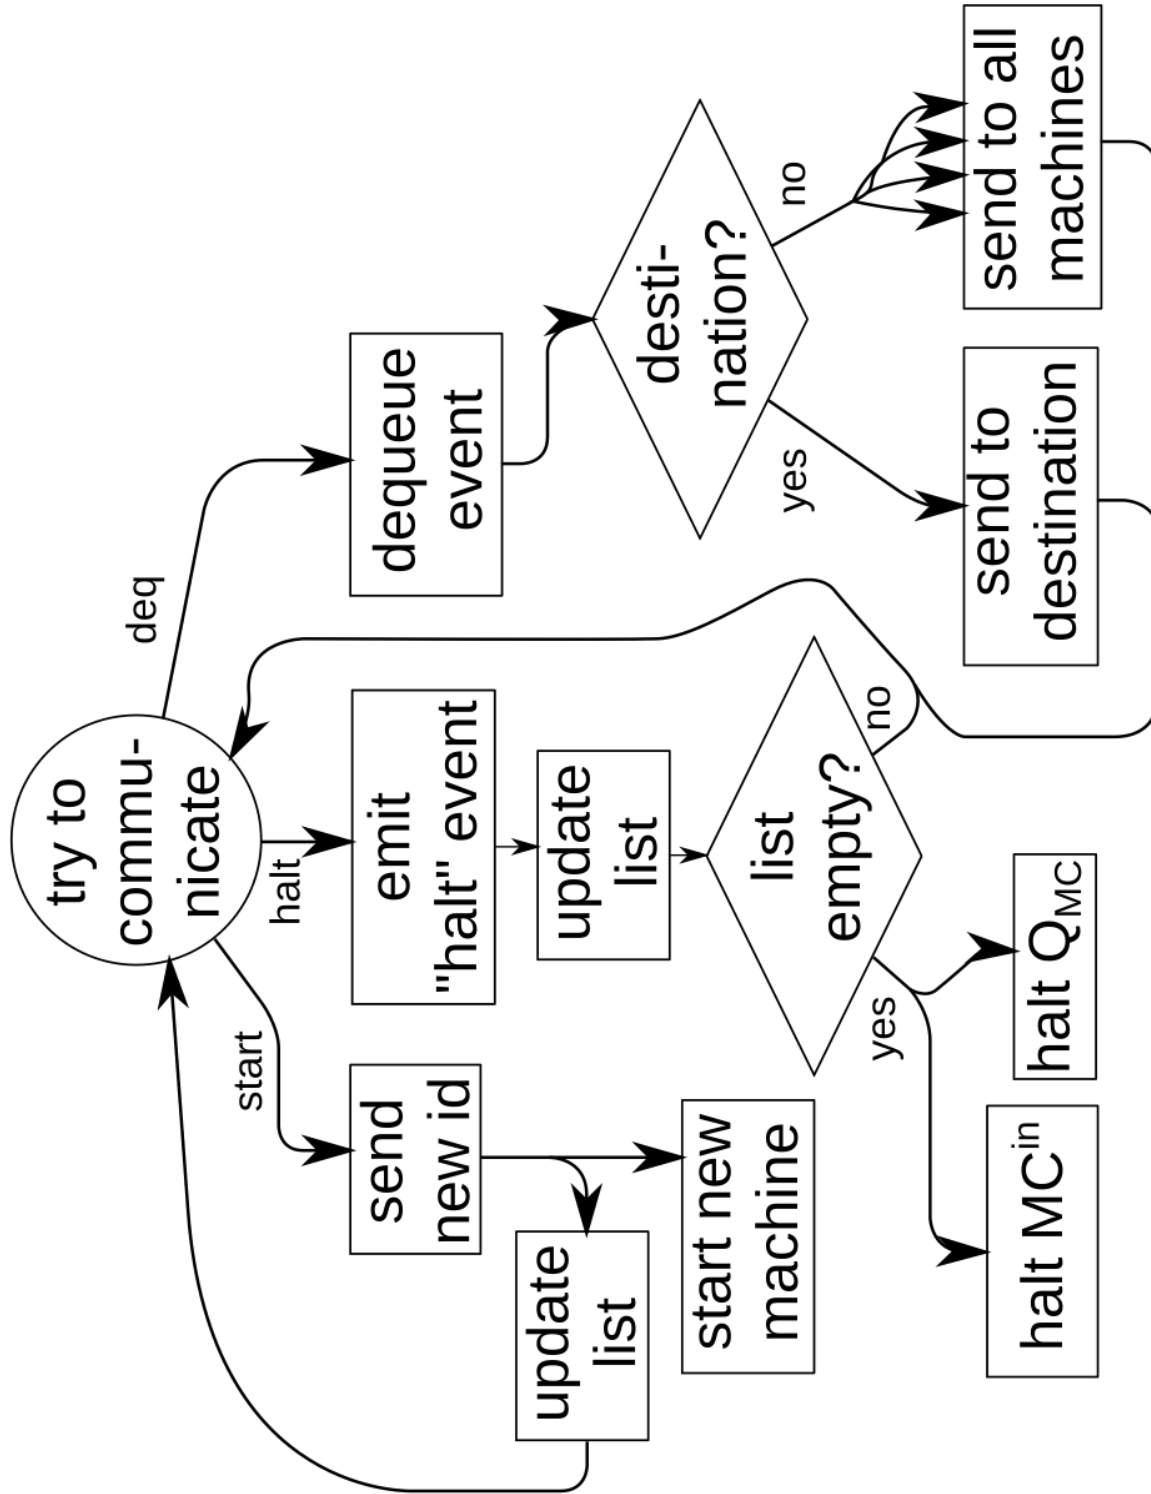 try to
commu-
nicate
deq
halt
start
dequeue
event
emit
"halt" event
send
new id
desti-
nation?
update
list
update
list
start new
machine
list
empty?
no
yes
no
yes
send to all
machines
send to
destination
halt Q_MC
halt MC^in